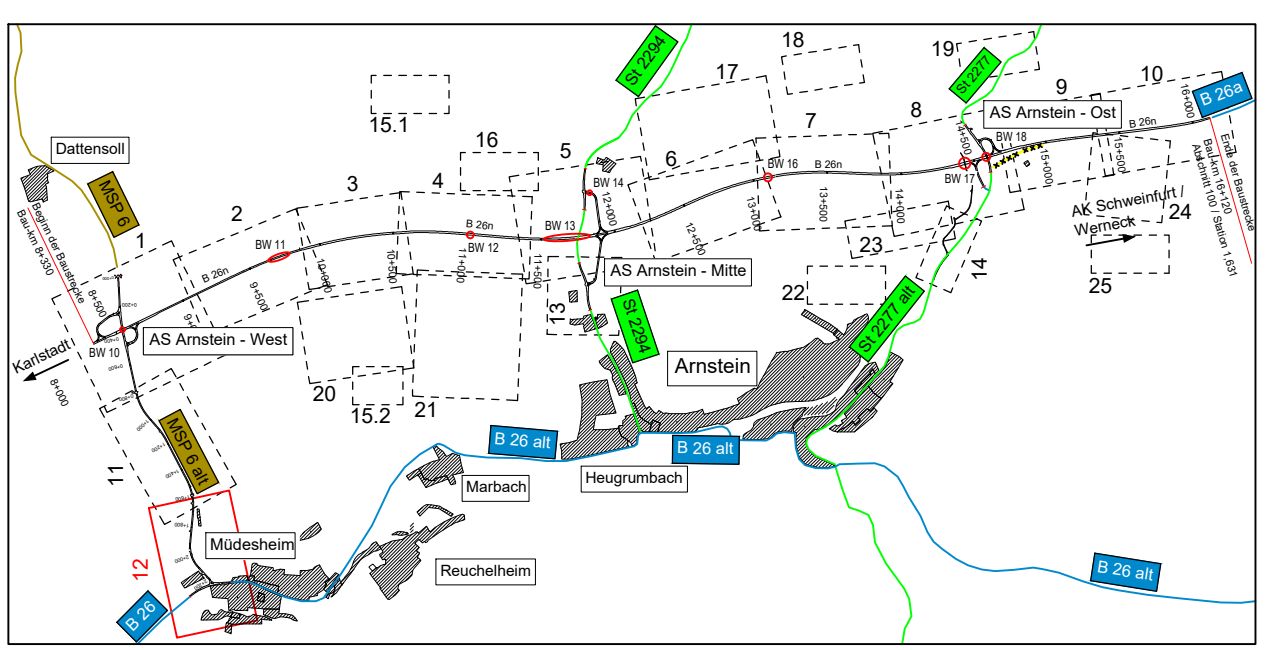 St 2294
18
19
St 2277
17
10
9
16+000
B 26a
15.1
8
AS Arnstein - Ost
7
B 26n
Dattensoll
14+500
BW 18
16
5
6
15+500
Ende der Baustrecke
Bau-km 16+120
Abschnitt 100 / Station 1.631
3
4
BW 14
BW 16
B 26n
BW 17
15+000
MSP 6
2
12+000
13+000
13+500
14+000
AK Schweinfurt /
Werneck
24
Beginn der Baustrecke
Bau-km 8+330
1
BW 11
B 26n
BW 12
BW 13
12+500
23
B 26n
10+000
10+500
11+000
11+500
AS Arnstein - Mitte
14
25
8+500
9+500
22
13
St 2294
St 2277 alt
BW 10
AS Arnstein - West
Karlstadt
8+000
Arnstein
20
15.2
21
MSP 6 alt
11
B 26 alt
B 26 alt
Marbach
Heugrumbach
Müdesheim
12
Reuchelheim
B 26 alt
B 26